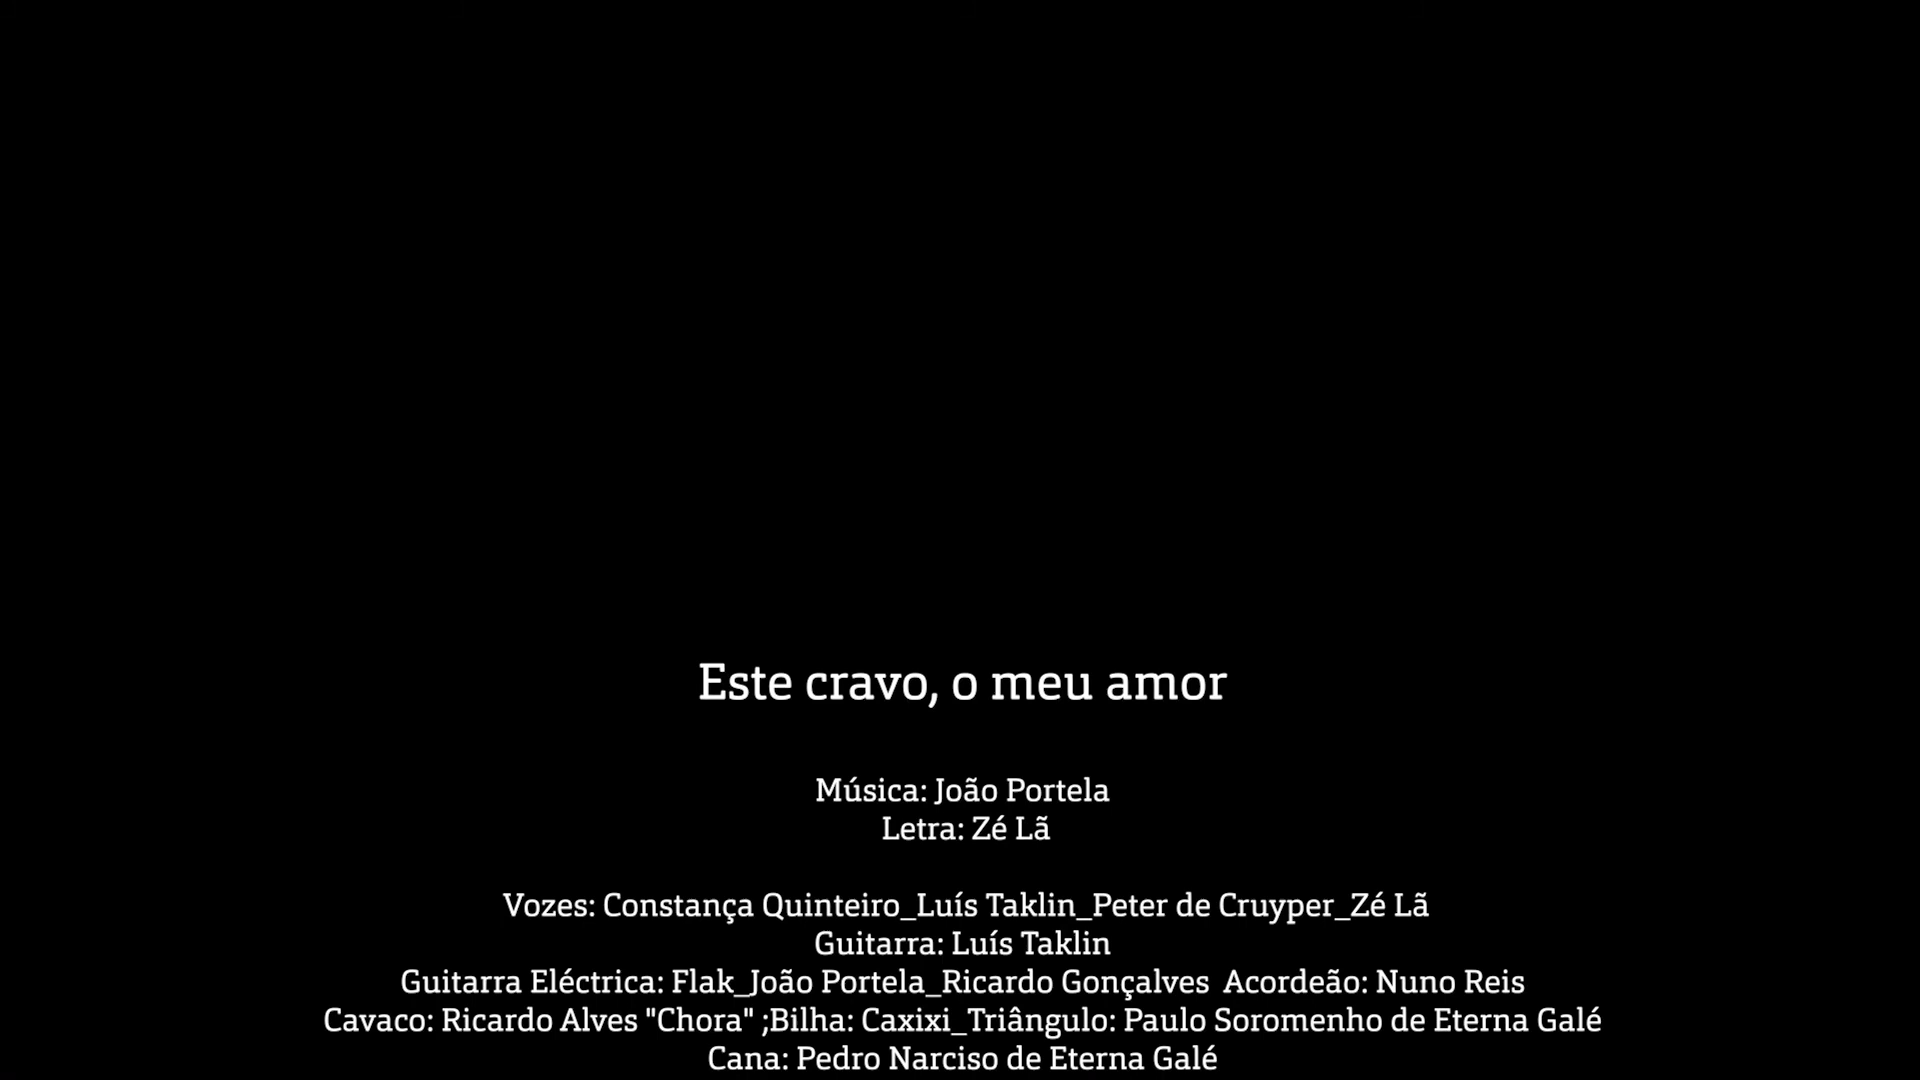 Este cravo, o meu amor
Música: João Portela
Letra: Zé Lã
Vozes: Constança Quinteiro_Luís Taklin_Peter de Cruyper_Zé Lã
Guitarra: Luís Taklin
Guitarra Eléctrica: Flak_João Portela_Ricardo Gonçalves  Acordeão: Nuno Reis
Cavaco: Ricardo Alves "Chora" ;Bilha: Caxixi_Triângulo: Paulo Soromenho de Eterna Galé
Cana: Pedro Narciso de Eterna Galé